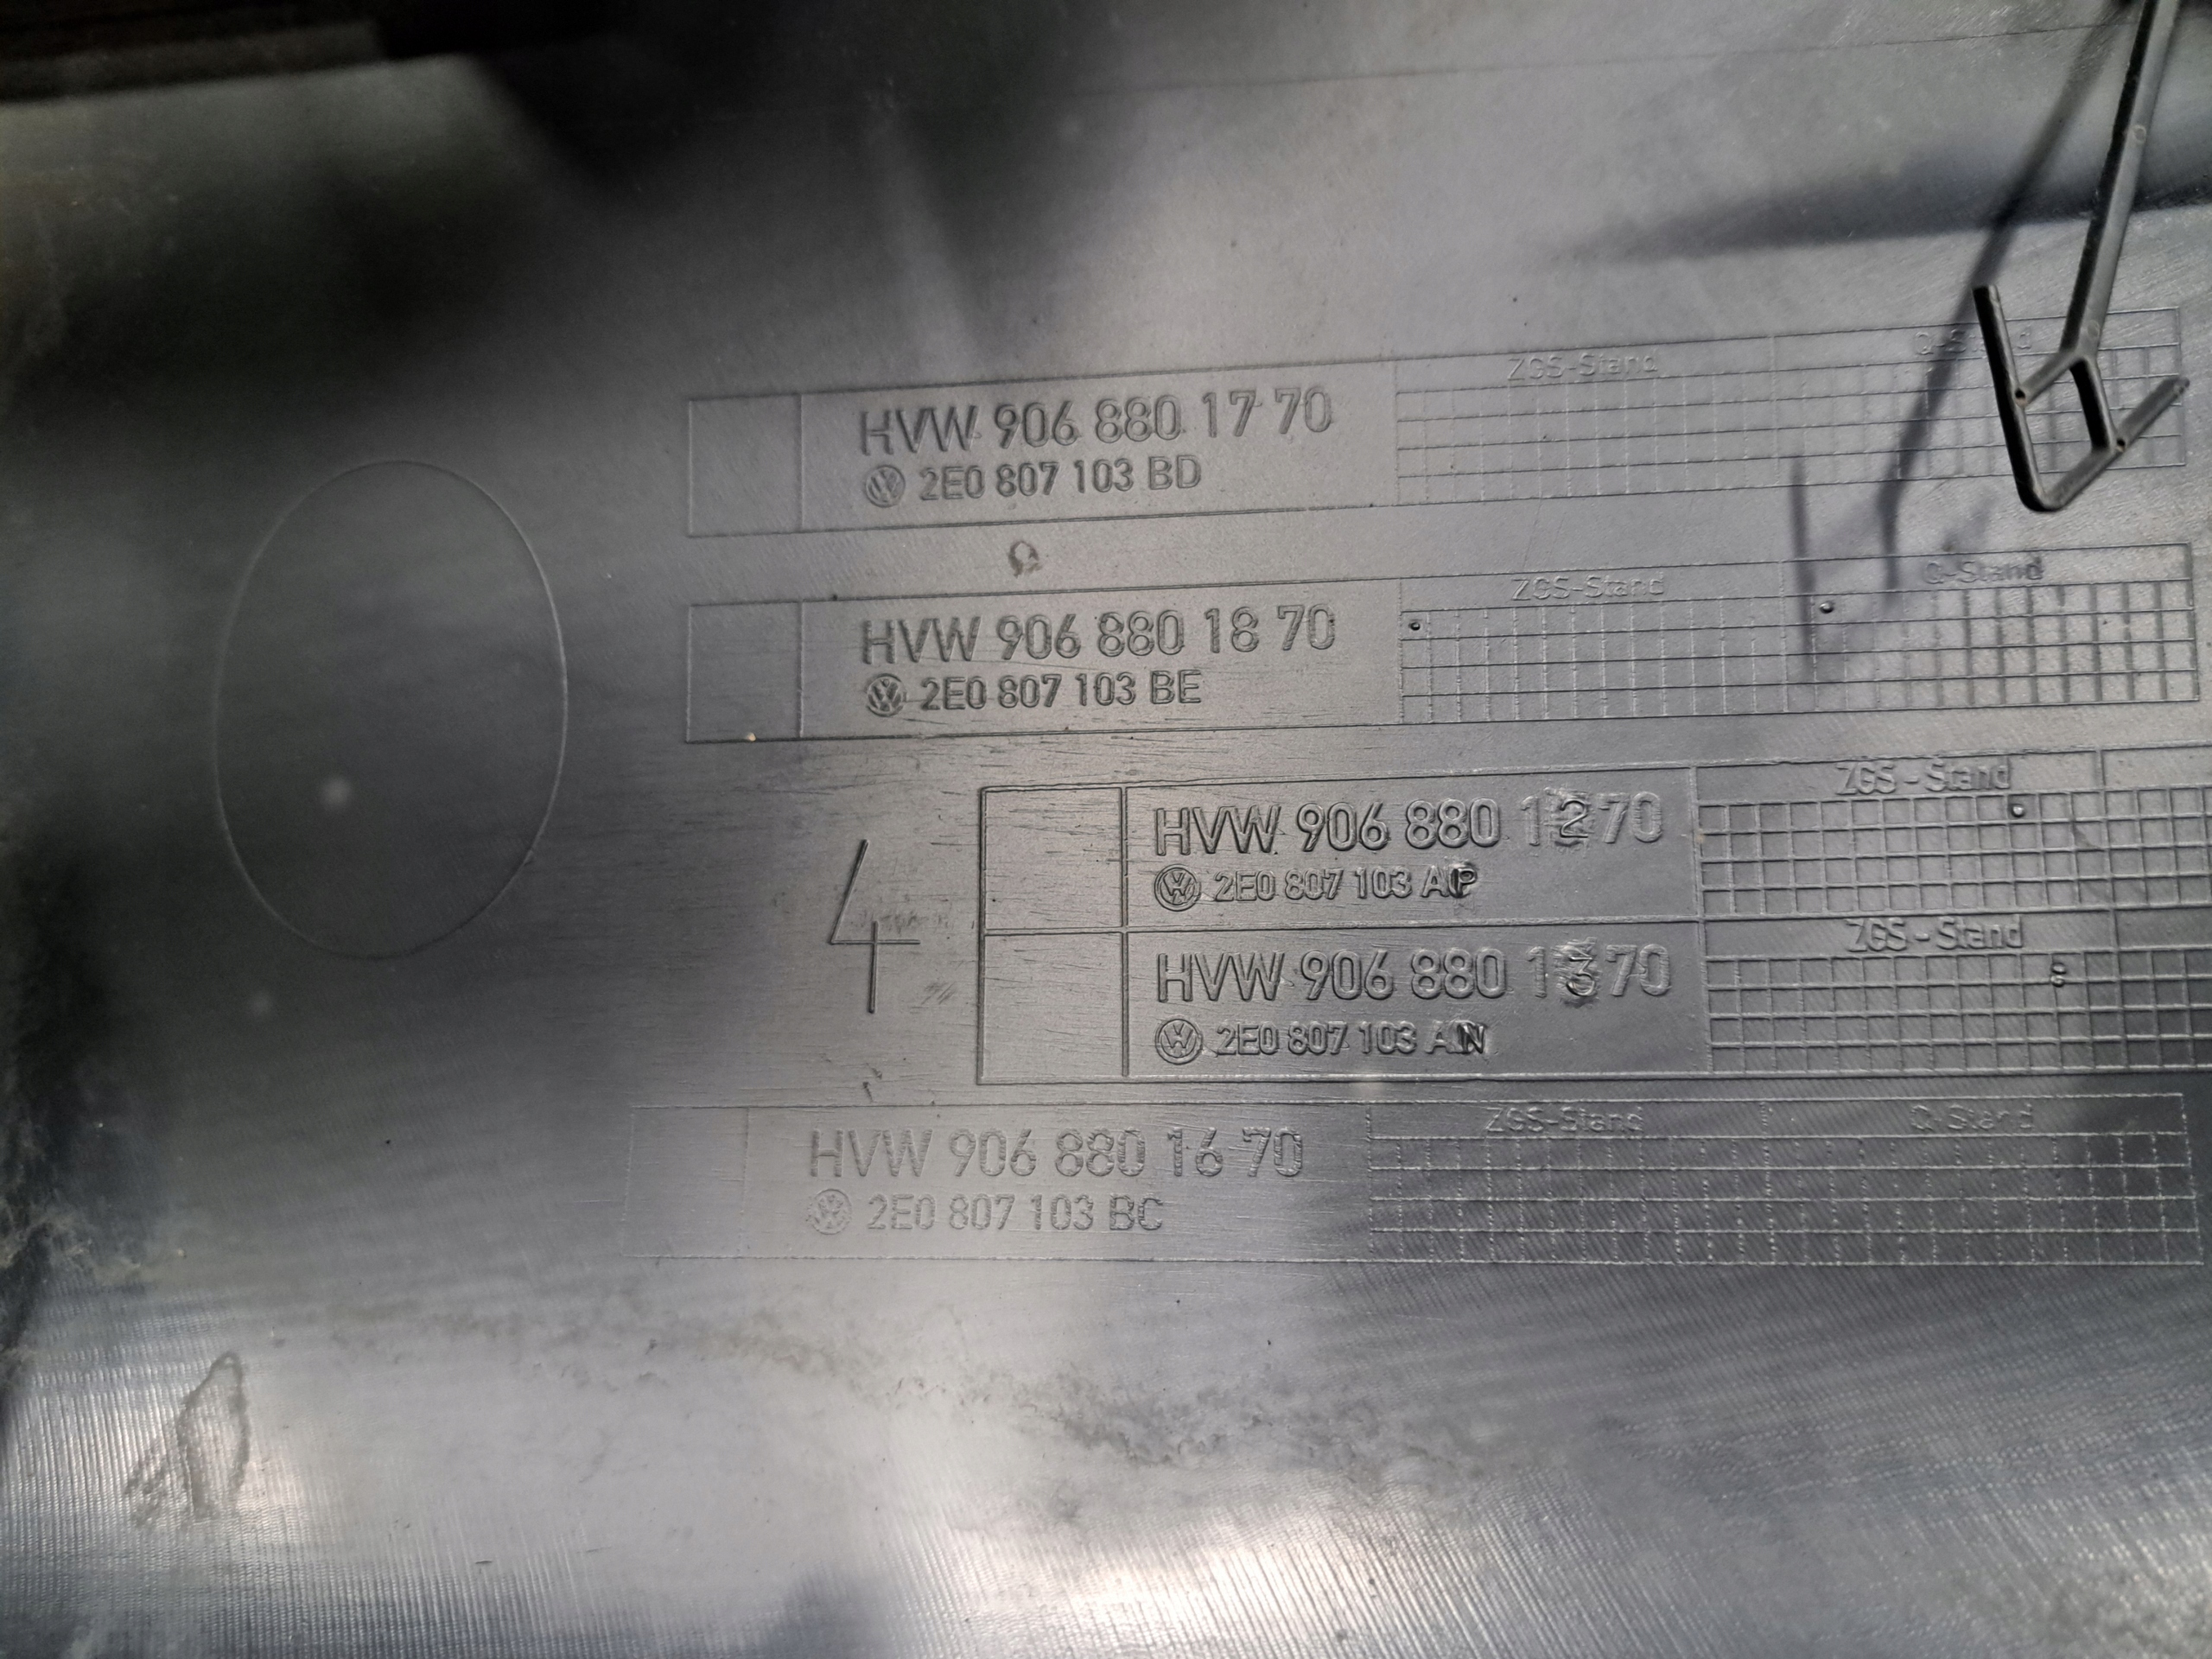 ZGS-Stand Q-Stand
HVW 906 880 17 70
2E0 807 103 BD
ZGS-Stand Q-Stand
HVW 906 880 18 70
2E0 807 103 BE
ZGS - Stand
HVW 906 880 12 70
2E0 807 103 AP
4
ZGS - Stand
HVW 906 880 13 70
2E0 807 103 AN
ZGS-Stand Q-Stand
HVW 906 880 16 70
2E0 807 103 BC